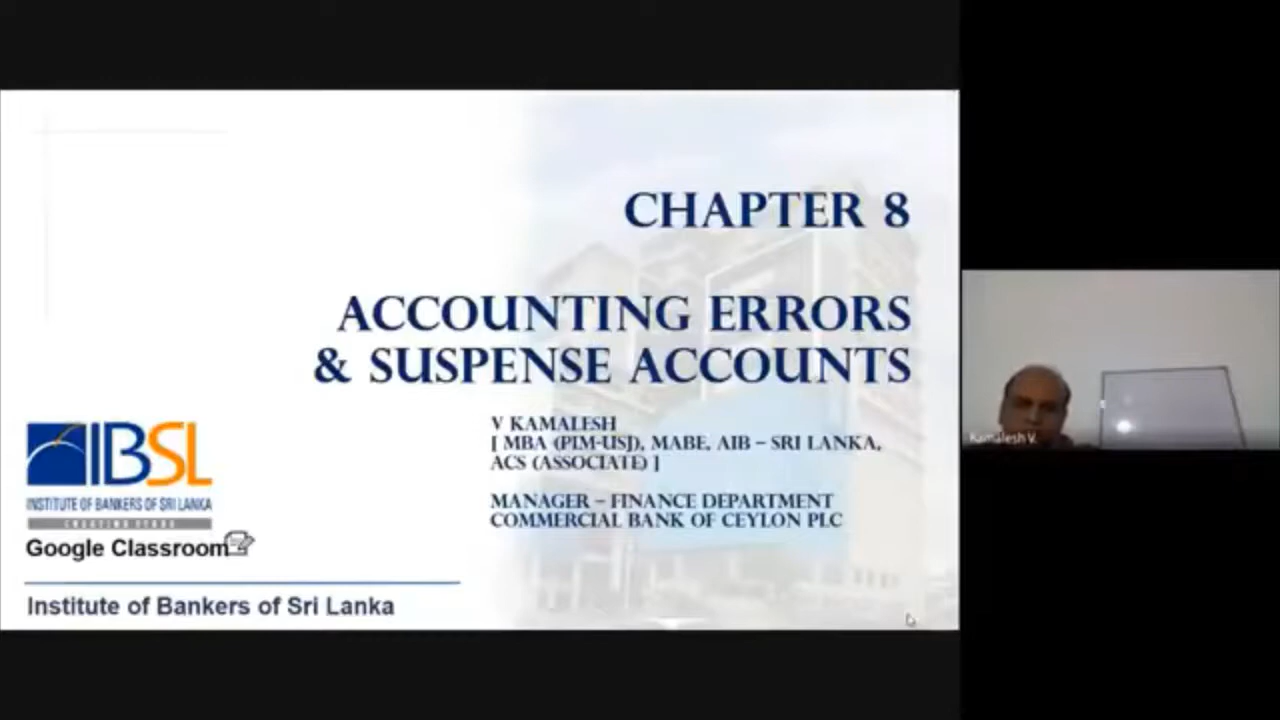 CHAPTER 8
ACCOUNTING ERRORS
& SUSPENSE ACCOUNTS
V KAMALESH
[ MBA (PIM-USJ), MABE, AIB – SRI LANKA,
ACS (ASSOCIATE) ]
MANAGER – FINANCE DEPARTMENT
COMMERCIAL BANK OF CEYLON PLC
IBSL
INSTITUTE OF BANKERS OF SRI LANKA
Google Classroom
Institute of Bankers of Sri Lanka
Kamalesh V.